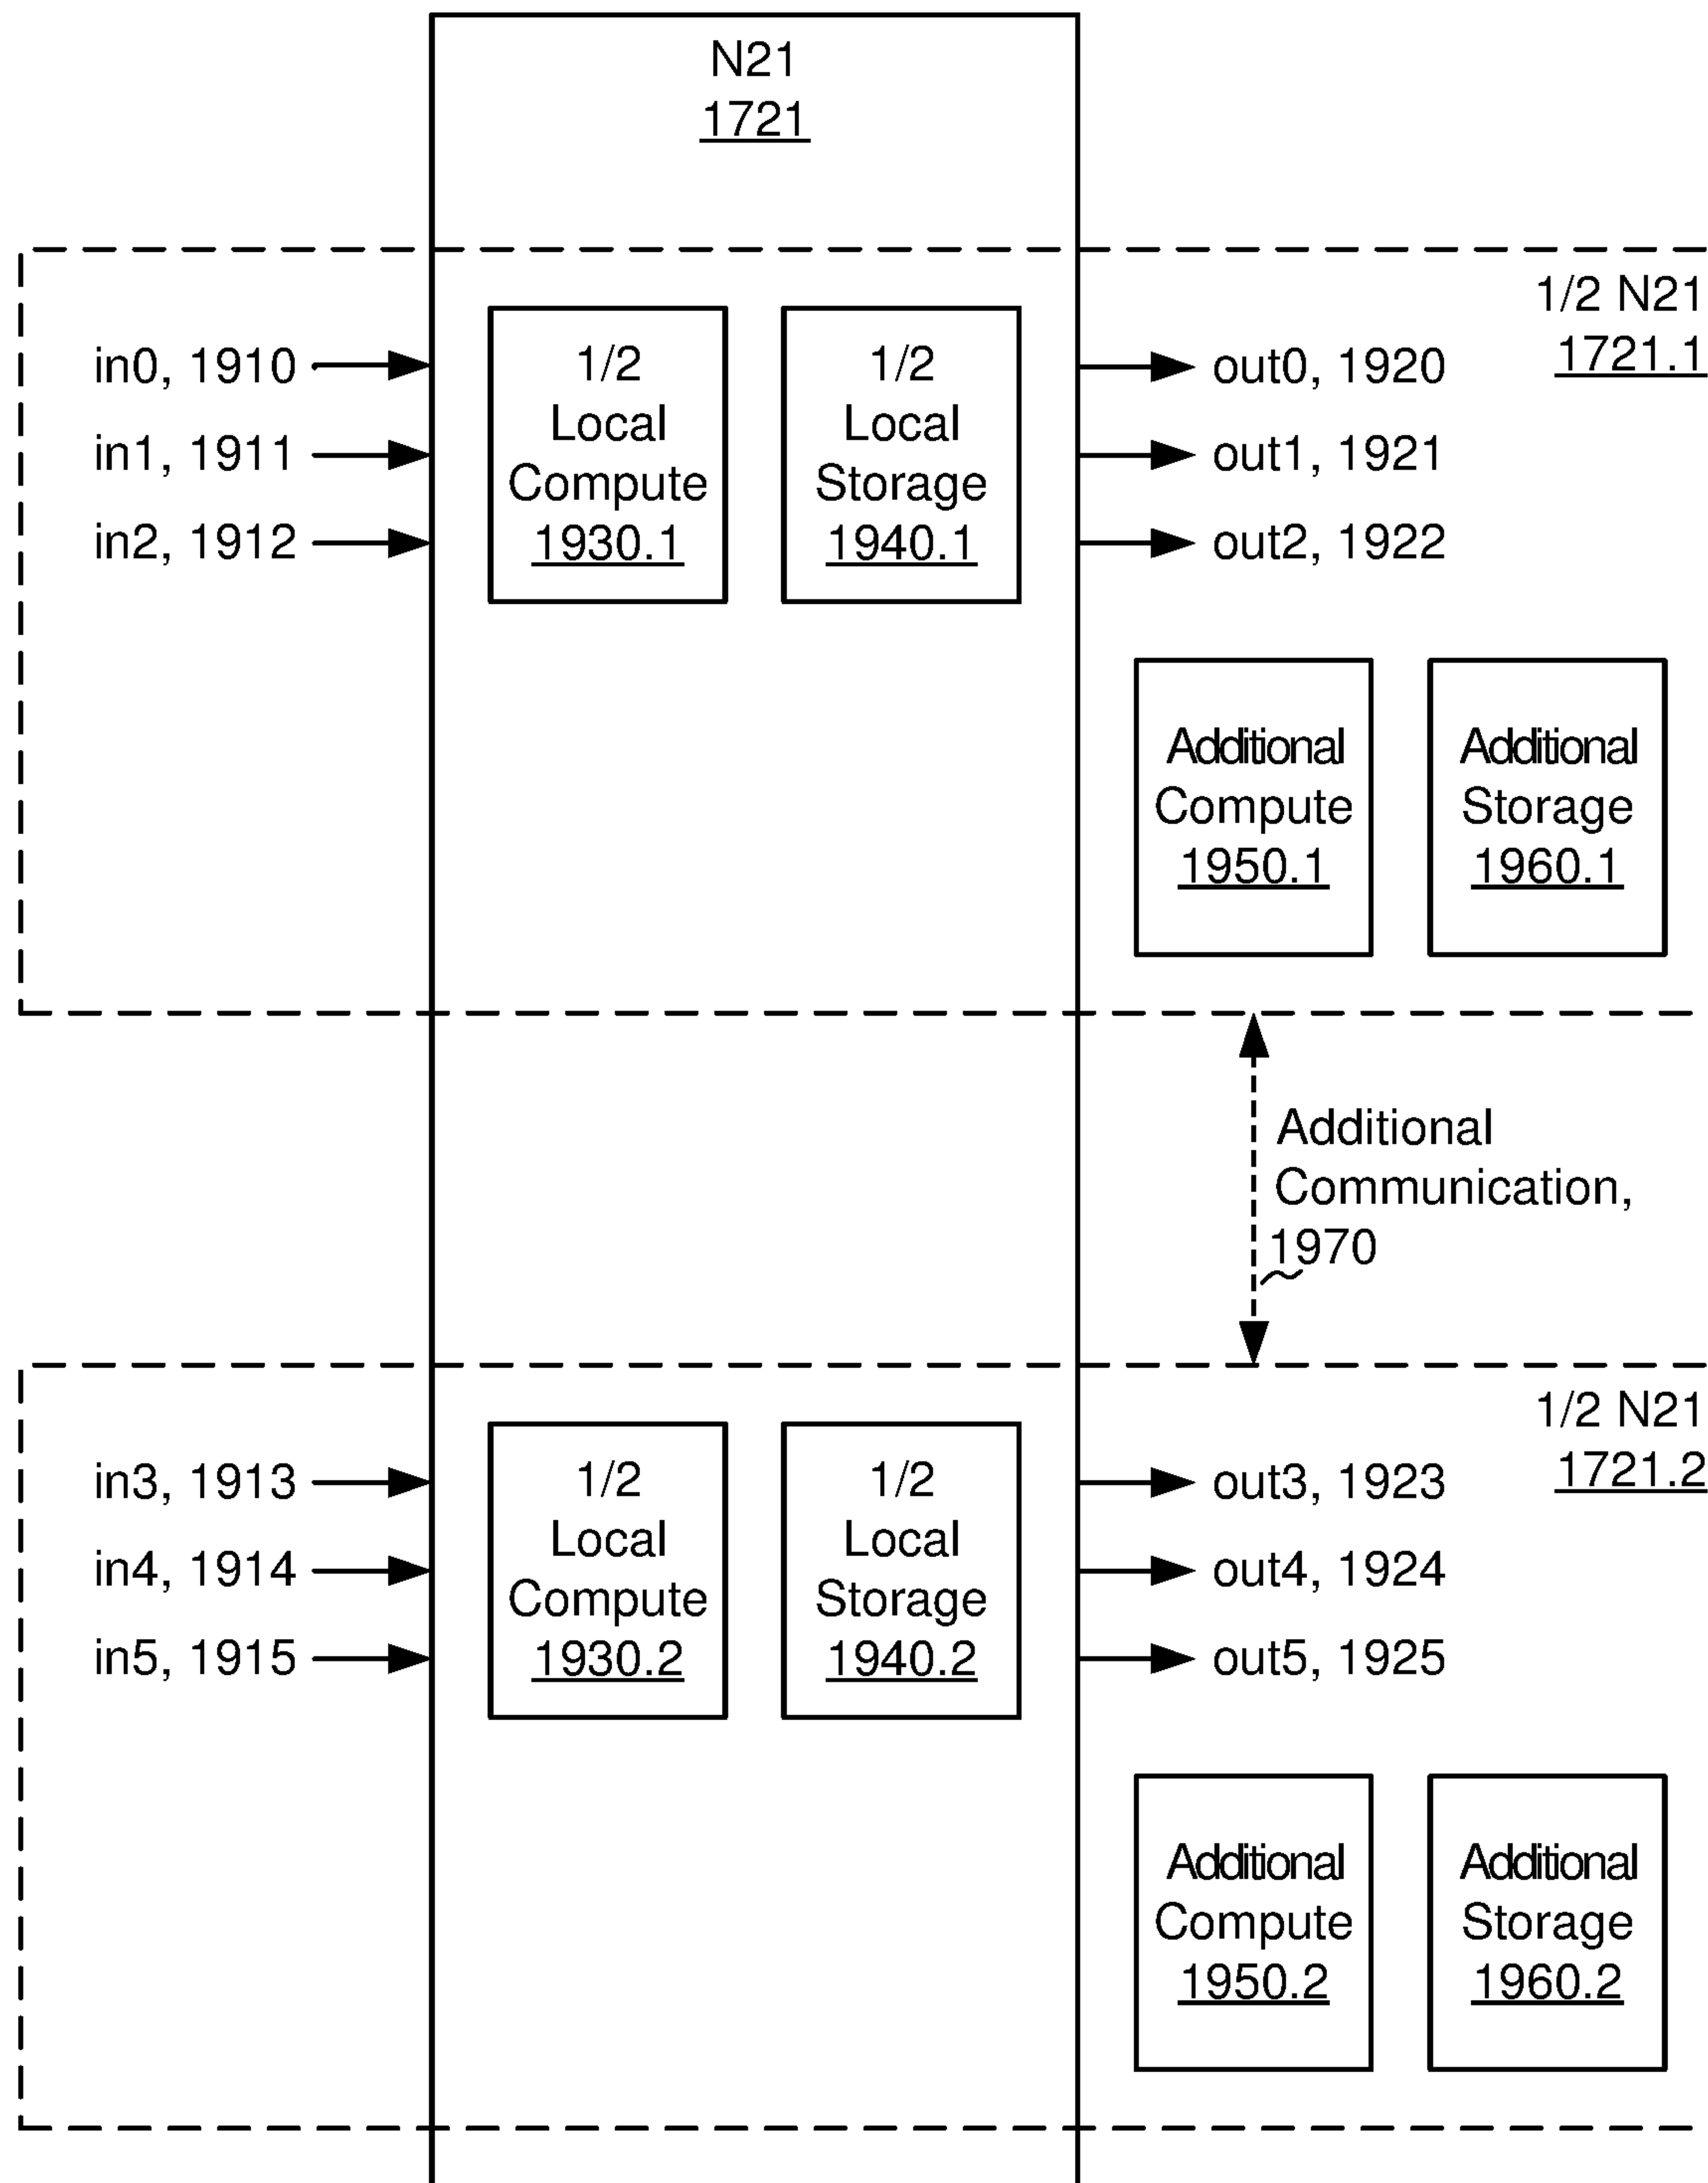 N21
1721
1/2 N21
1721.1
in0, 1910
in1, 1911
in2, 1912
1/2
Local
Compute
1930.1
1/2
Local
Storage
1940.1
out0, 1920
out1, 1921
out2, 1922
Additional
Compute
1950.1
Additional
Storage
1960.1
Additional
Communication,
1970
1/2 N21
1721.2
in3, 1913
in4, 1914
in5, 1915
1/2
Local
Compute
1930.2
1/2
Local
Storage
1940.2
out3, 1923
out4, 1924
out5, 1925
Additional
Compute
1950.2
Additional
Storage
1960.2